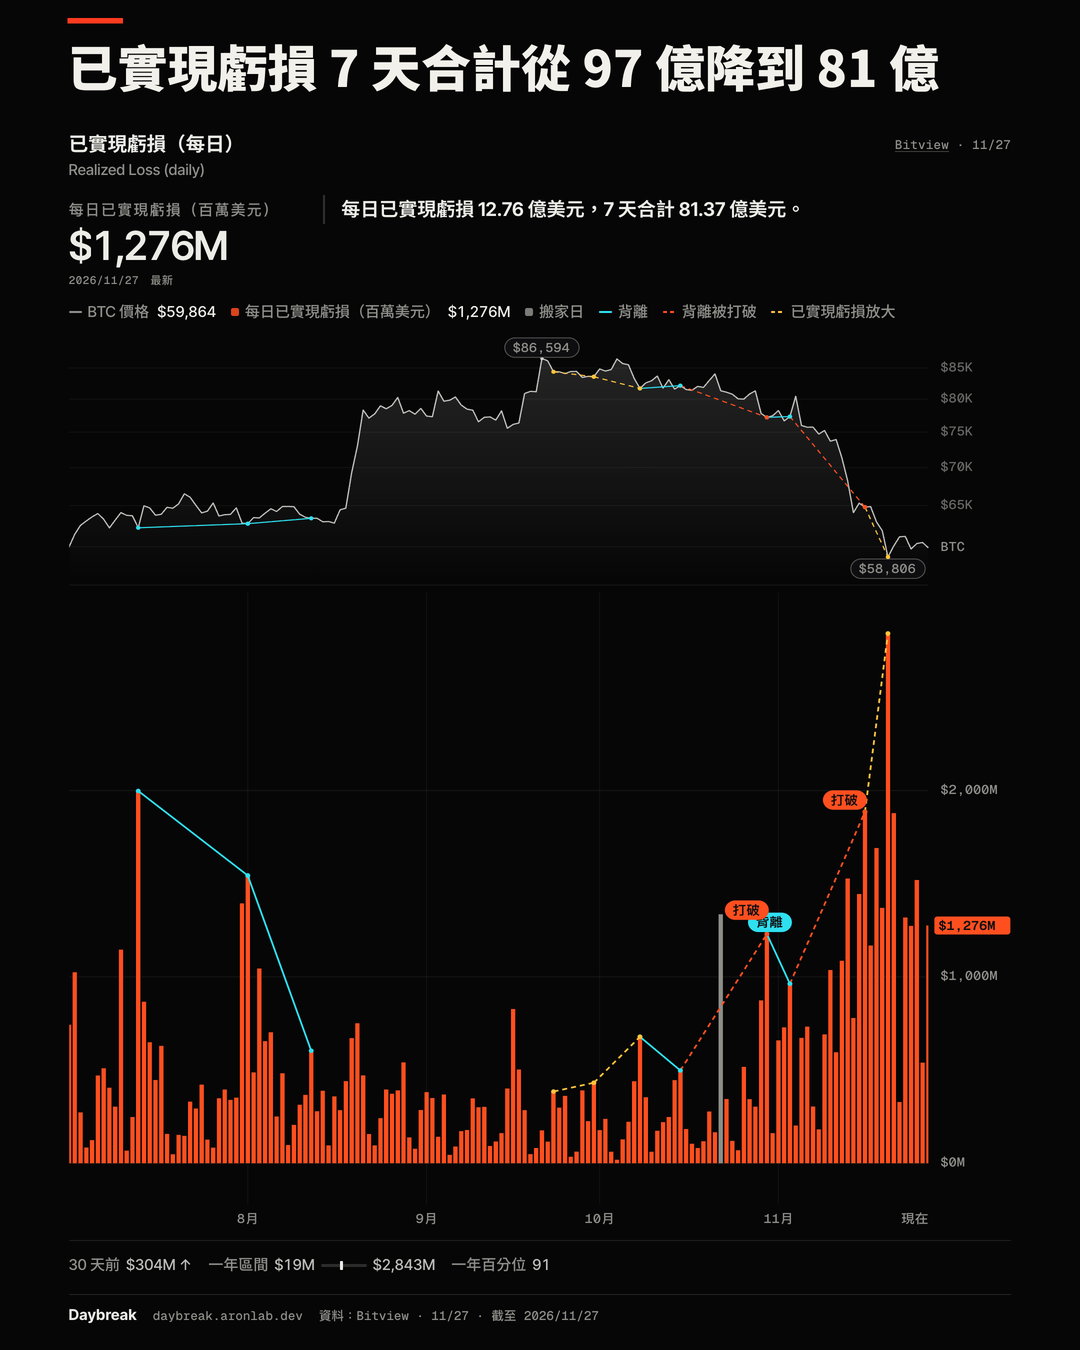 已實現虧損 7 天合計從 97 億降到 81 億
已實現虧損（每日）
Realized Loss (daily)
Bitview · 11/27
每日已實現虧損（百萬美元）
$1,276M
2026/11/27 最新
每日已實現虧損 12.76 億美元，7 天合計 81.37 億美元。
BTC 價格 $59,864 每日已實現虧損（百萬美元） $1,276M 搬家日 背離 背離被打破 已實現虧損放大
$86,594
$85K
$80K
$75K
$70K
$65K
BTC
$58,806
$2,000M
打破
打破
背離
$1,276M
$1,000M
$0M
8月 9月 10月 11月 現在
30 天前 $304M ↑ 一年區間 $19M $2,843M 一年百分位 91
Daybreak daybreak.aronlab.dev 資料：Bitview · 11/27 · 截至 2026/11/27